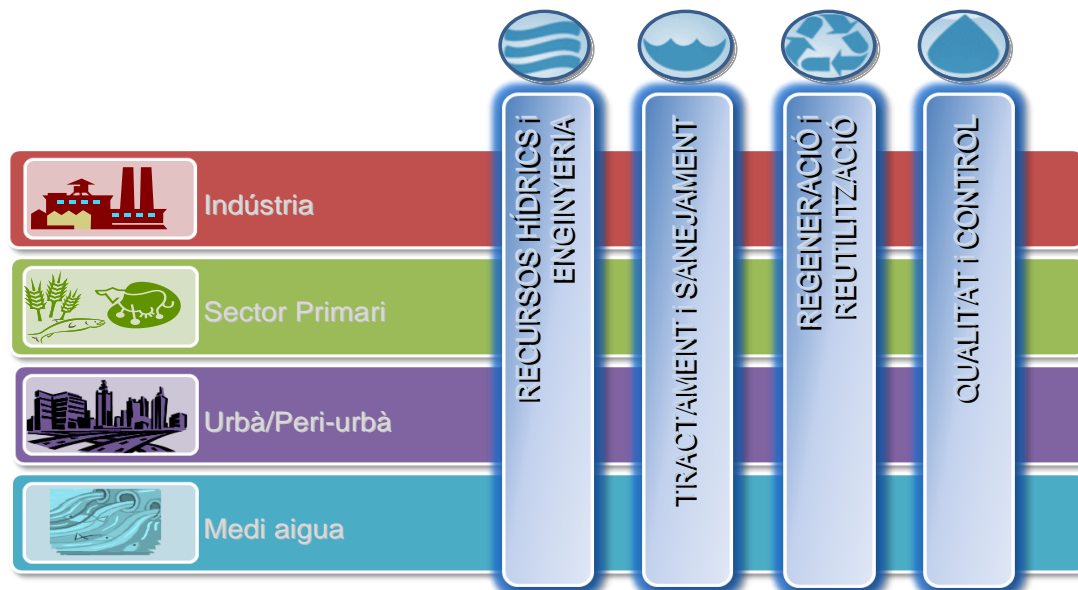 RECURSOS HÍDRICS i
ENGINYERIA
TRACTAMENT i SANEJAMENT
REGENERACIÓ i
REUTILITZACIÓ
QUALITAT i CONTROL
Indústria
Sector Primari
Urbà/Peri-urbà
Medi aigua